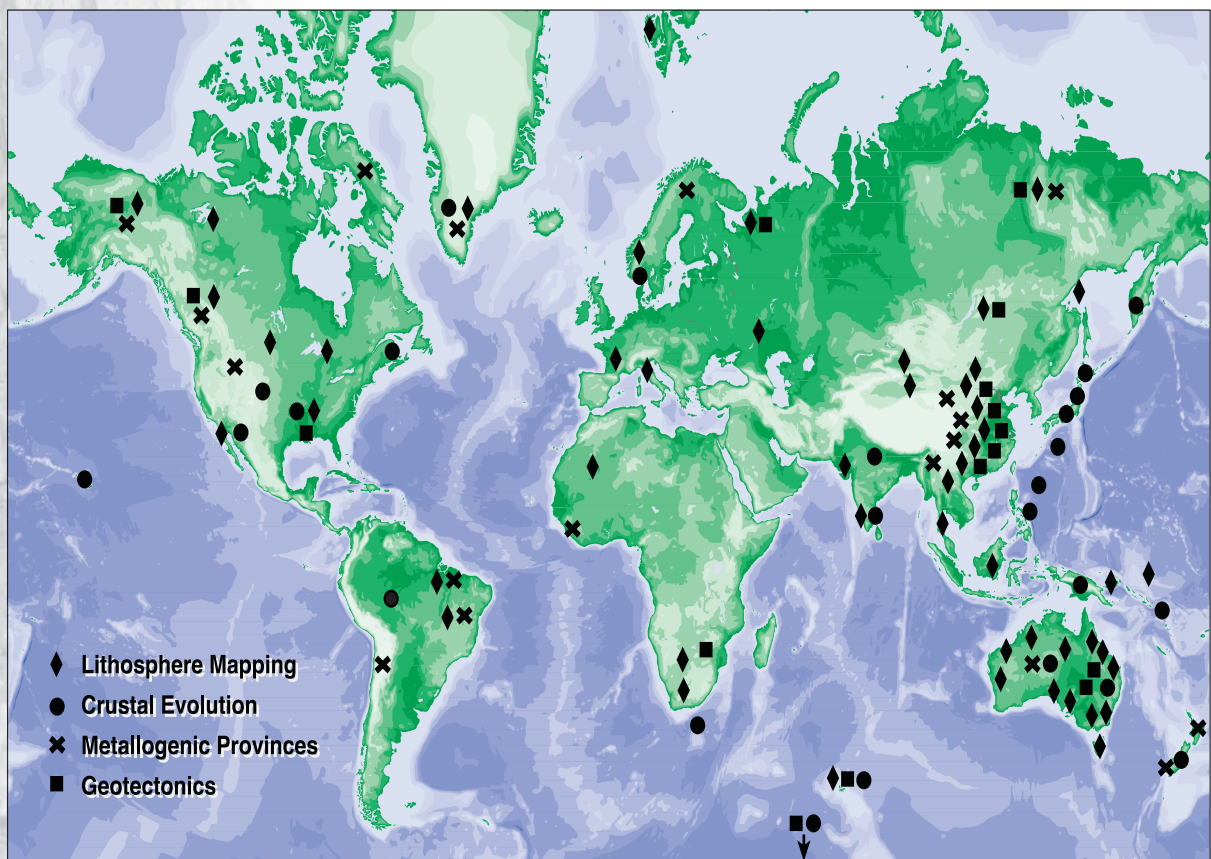 Lithosphere Mapping
Crustal Evolution
Metallogenic Provinces
Geotectonics